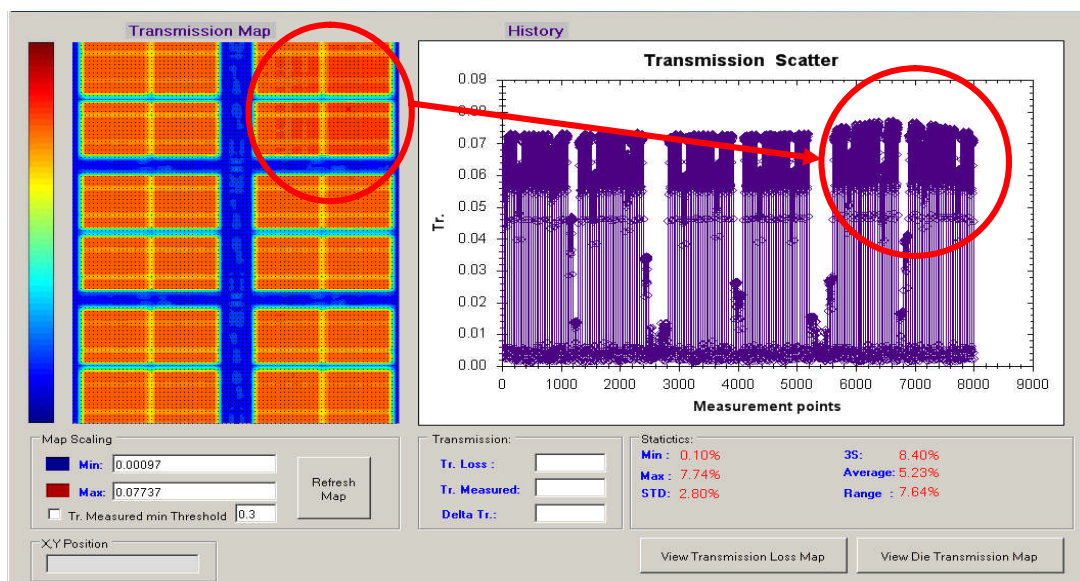 Transmission Map
History
Transmission Scatter
0.09
0.08
0.07
0.06
0.05
0.04
0.03
0.02
0.01
0.00
Tr.
0 1000 2000 3000 4000 5000 6000 7000 8000 9000
Measurement points
Map Scaling
Min: 0.00097
Max: 0.07737
Tr. Measured min Threshold 0.3
Refresh
Map
Transmission:
Tr. Loss :
Tr. Measured:
Delta Tr.:
Statictics:
Min : 0.10%
Max : 7.74%
STD: 2.80%
3S: 8.40%
Average: 5.23%
Range : 7.64%
X,Y Position
View Transmission Loss Map
View Die Transmission Map